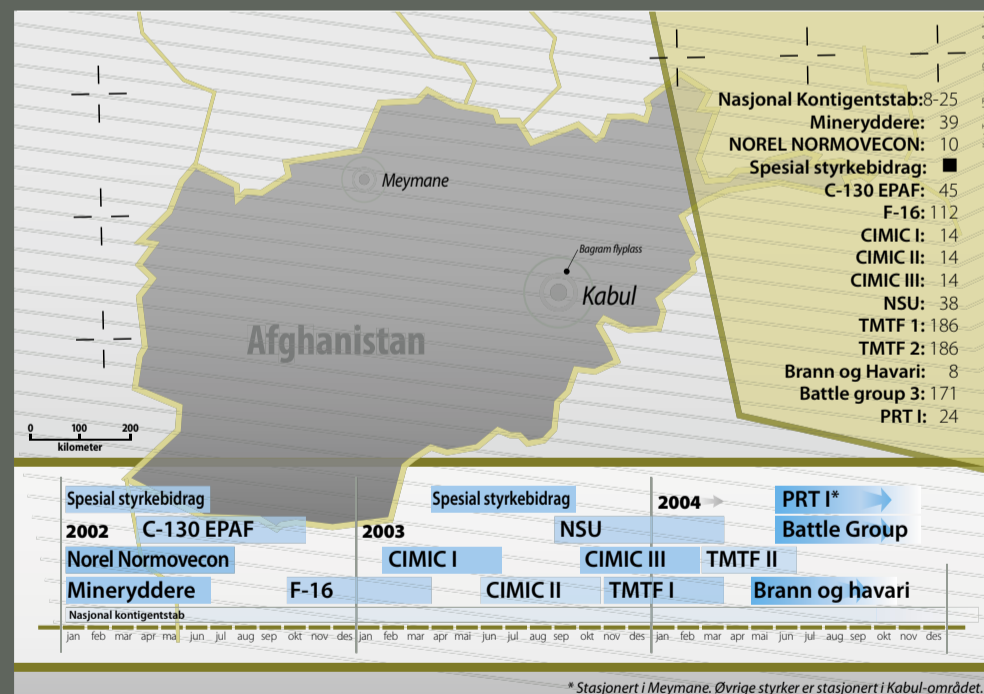 Nasjonal Kontigentstab: 8-25
Mineryddere: 39
NOREL NORMOVECON: 10
Spesial styrkebidrag: ■
C-130 EPAF: 45
F-16: 112
CIMIC I: 14
CIMIC II: 14
CIMIC III: 14
NSU: 38
TMTF 1: 186
TMTF 2: 186
Brann og Havari: 8
Battle group 3: 171
PRT I: 24
Meymane
Bagram flyplass
Kabul
Afghanistan
0 100 200
kilometer
Spesial styrkebidrag Spesial styrkebidrag 2004 PRT I*
2002 C-130 EPAF 2003 NSU Battle Group
Norel Normovecon CIMIC I CIMIC III TMTF II
Mineryddere F-16 CIMIC II TMTF I Brann og havari
Nasjonal kontigentstab
jan feb mar apr mai jun jul aug sep okt nov des jan feb mar apr mai jun jul aug sep okt nov des jan feb mar apr mai jun jul aug sep okt nov des
* Stasjonert i Meymane. Øvrige styrker er stasjonert i Kabul-området.